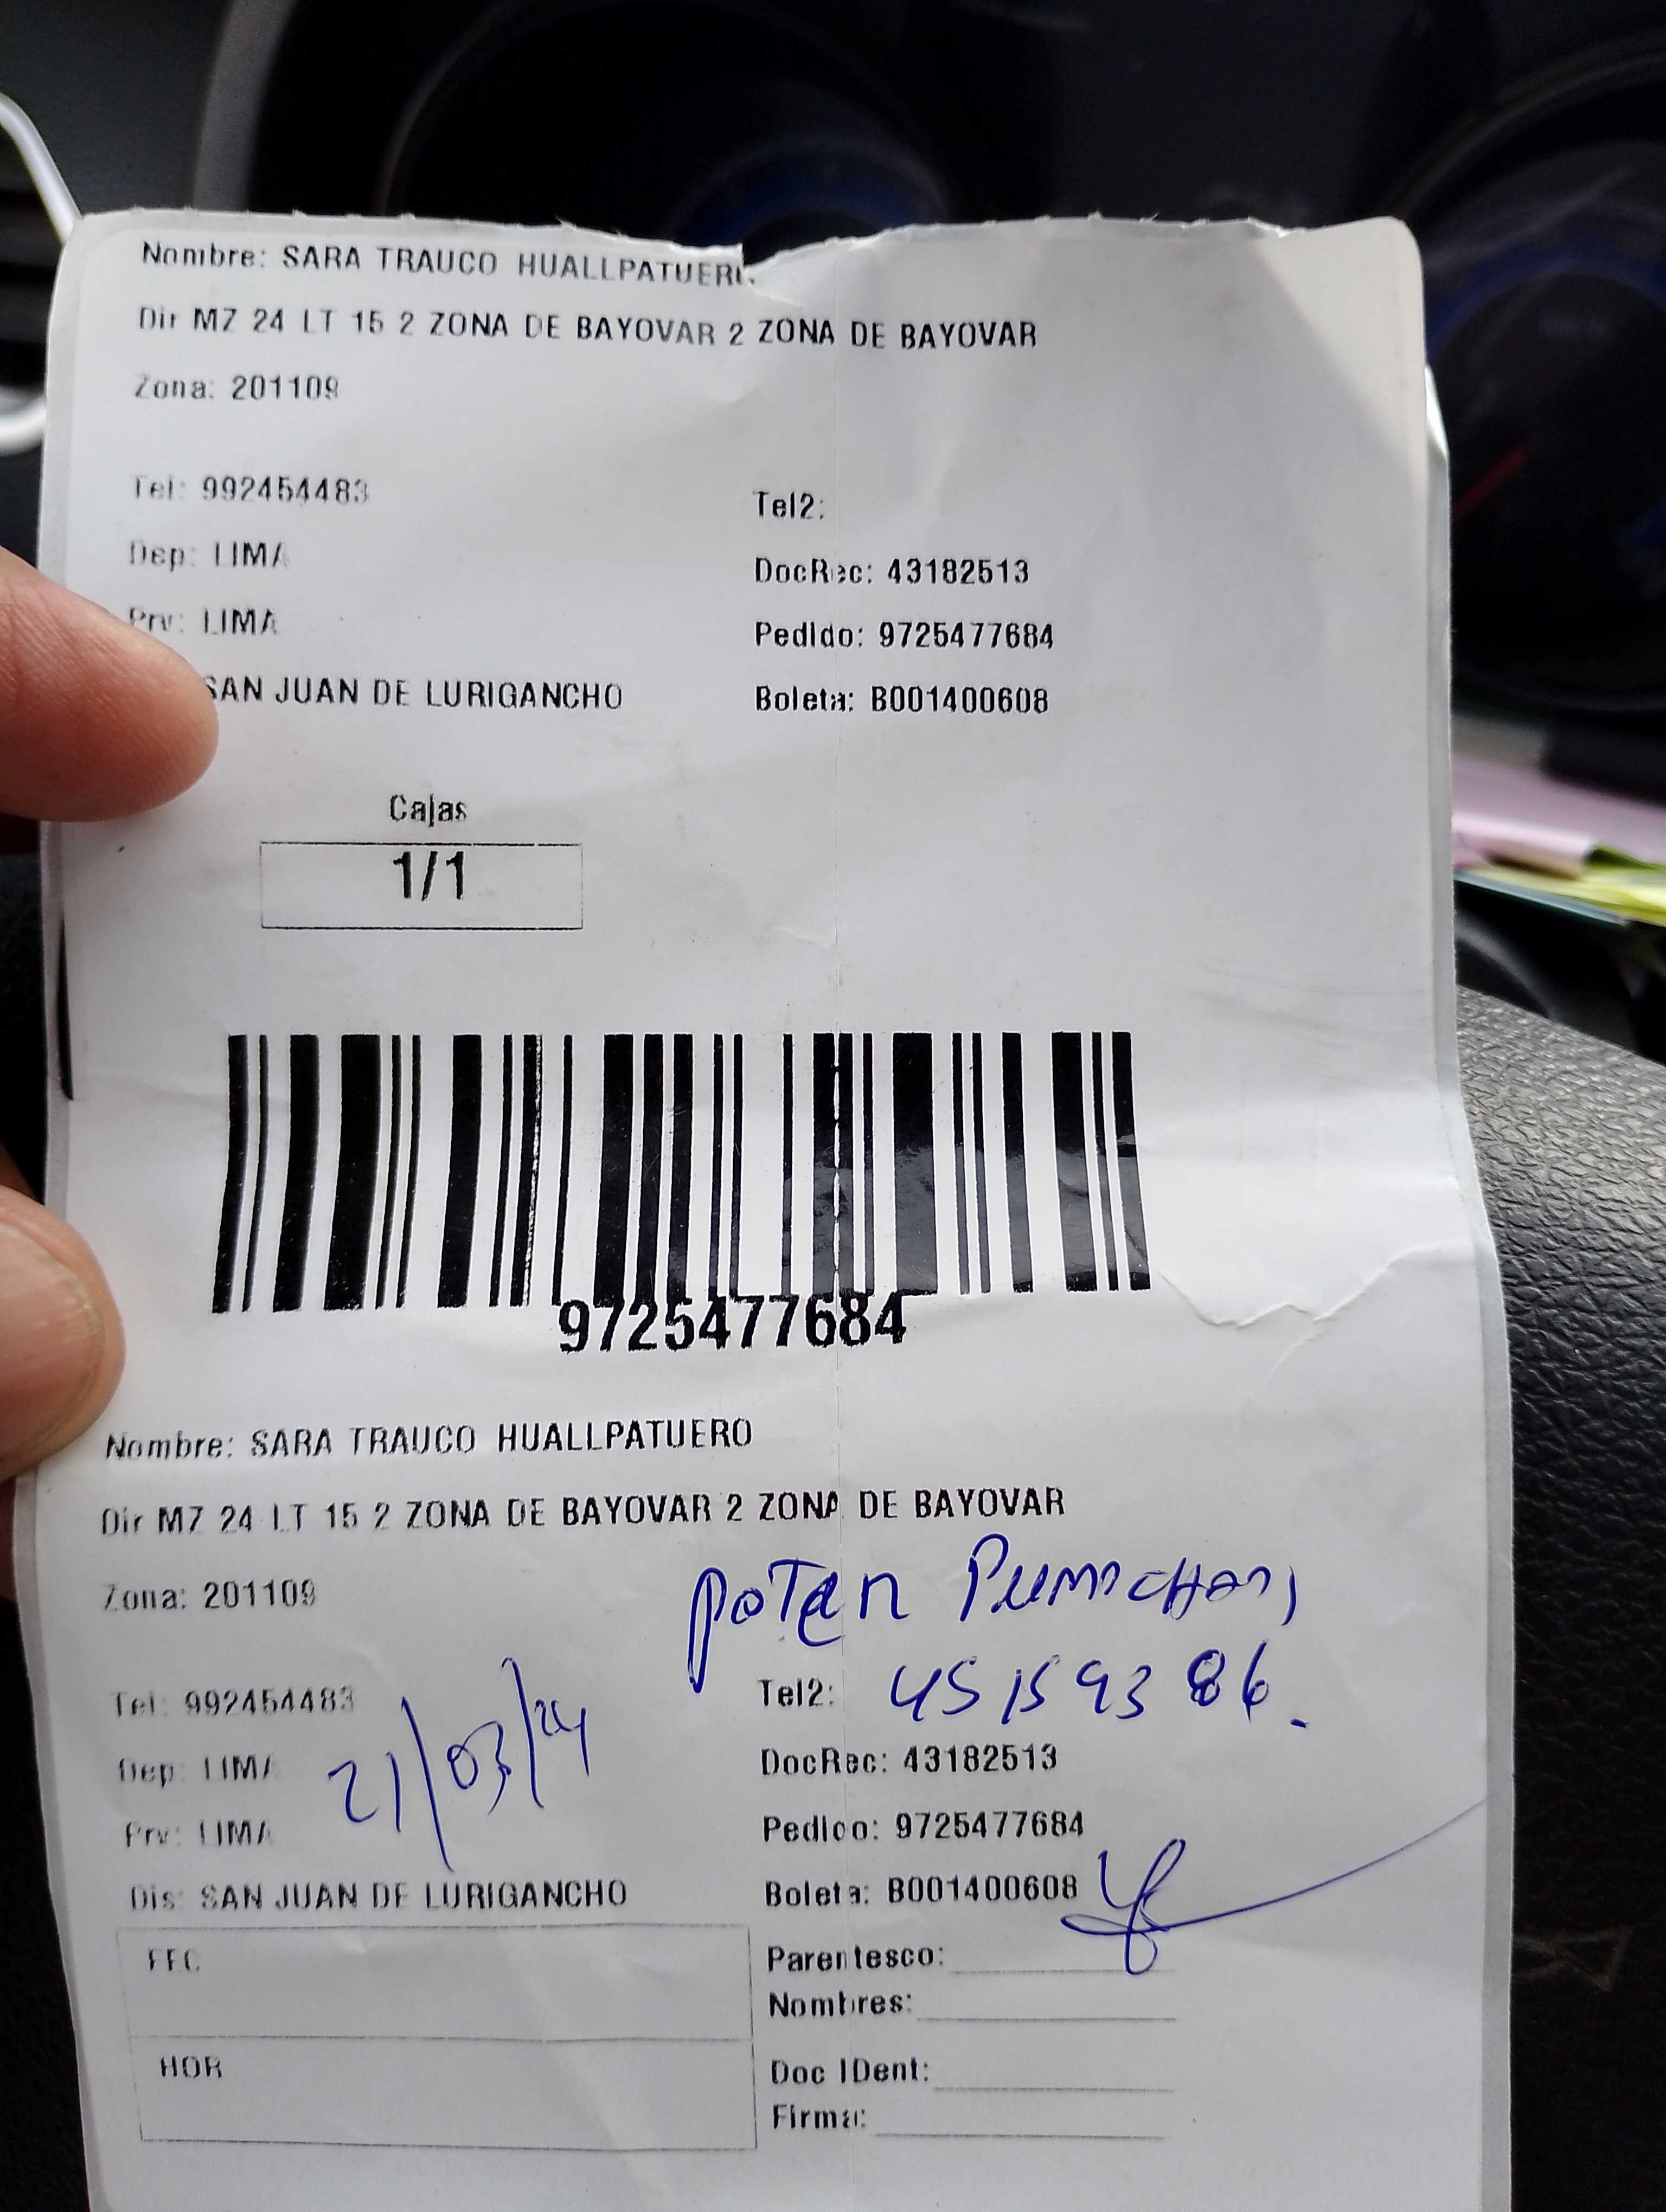 Nombre: SARA TRAUCO HUALLPATUERO
Dir MZ 24 LT 15 2 ZONA DE BAYOVAR 2 ZONA DE BAYOVAR
Zona: 201109
Tel: 992454483 Tel2:
Dep: LIMA DocRec: 43182513
Prv: LIMA Pedido: 9725477684
SAN JUAN DE LURIGANCHO Boleta: B001400608
Cajas
1/1
9725477684
Nombre: SARA TRAUCO HUALLPATUERO
Dir MZ 24 LT 15 2 ZONA DE BAYOVAR 2 ZONA DE BAYOVAR
Zona: 201109
Tel: 992454483 Tel2: 45159386.
21/03/24
Dep: LIMA DocRec: 43182513
Prv: LIMA Pedido: 9725477684
Dis: SAN JUAN DE LURIGANCHO Boleta: B001400608
FEC Parentesco:
Nombres:
HOR Doc IDent:
Firma: